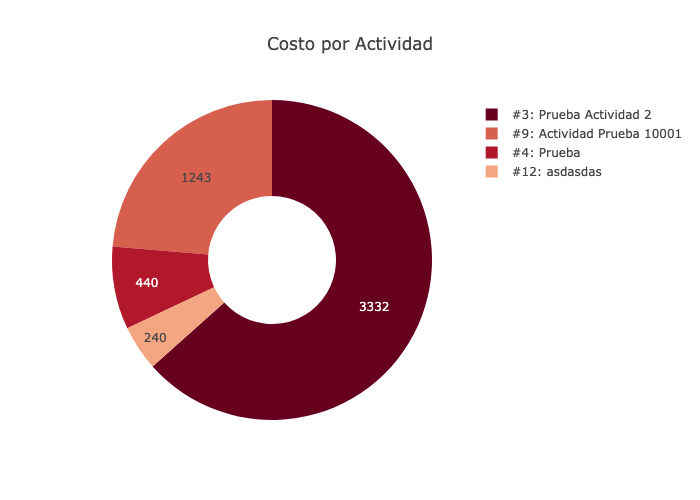 Costo por Actividad
#3: Prueba Actividad 2
#9: Actividad Prueba 10001
#4: Prueba
#12: asdasdas
1243
440
3332
240